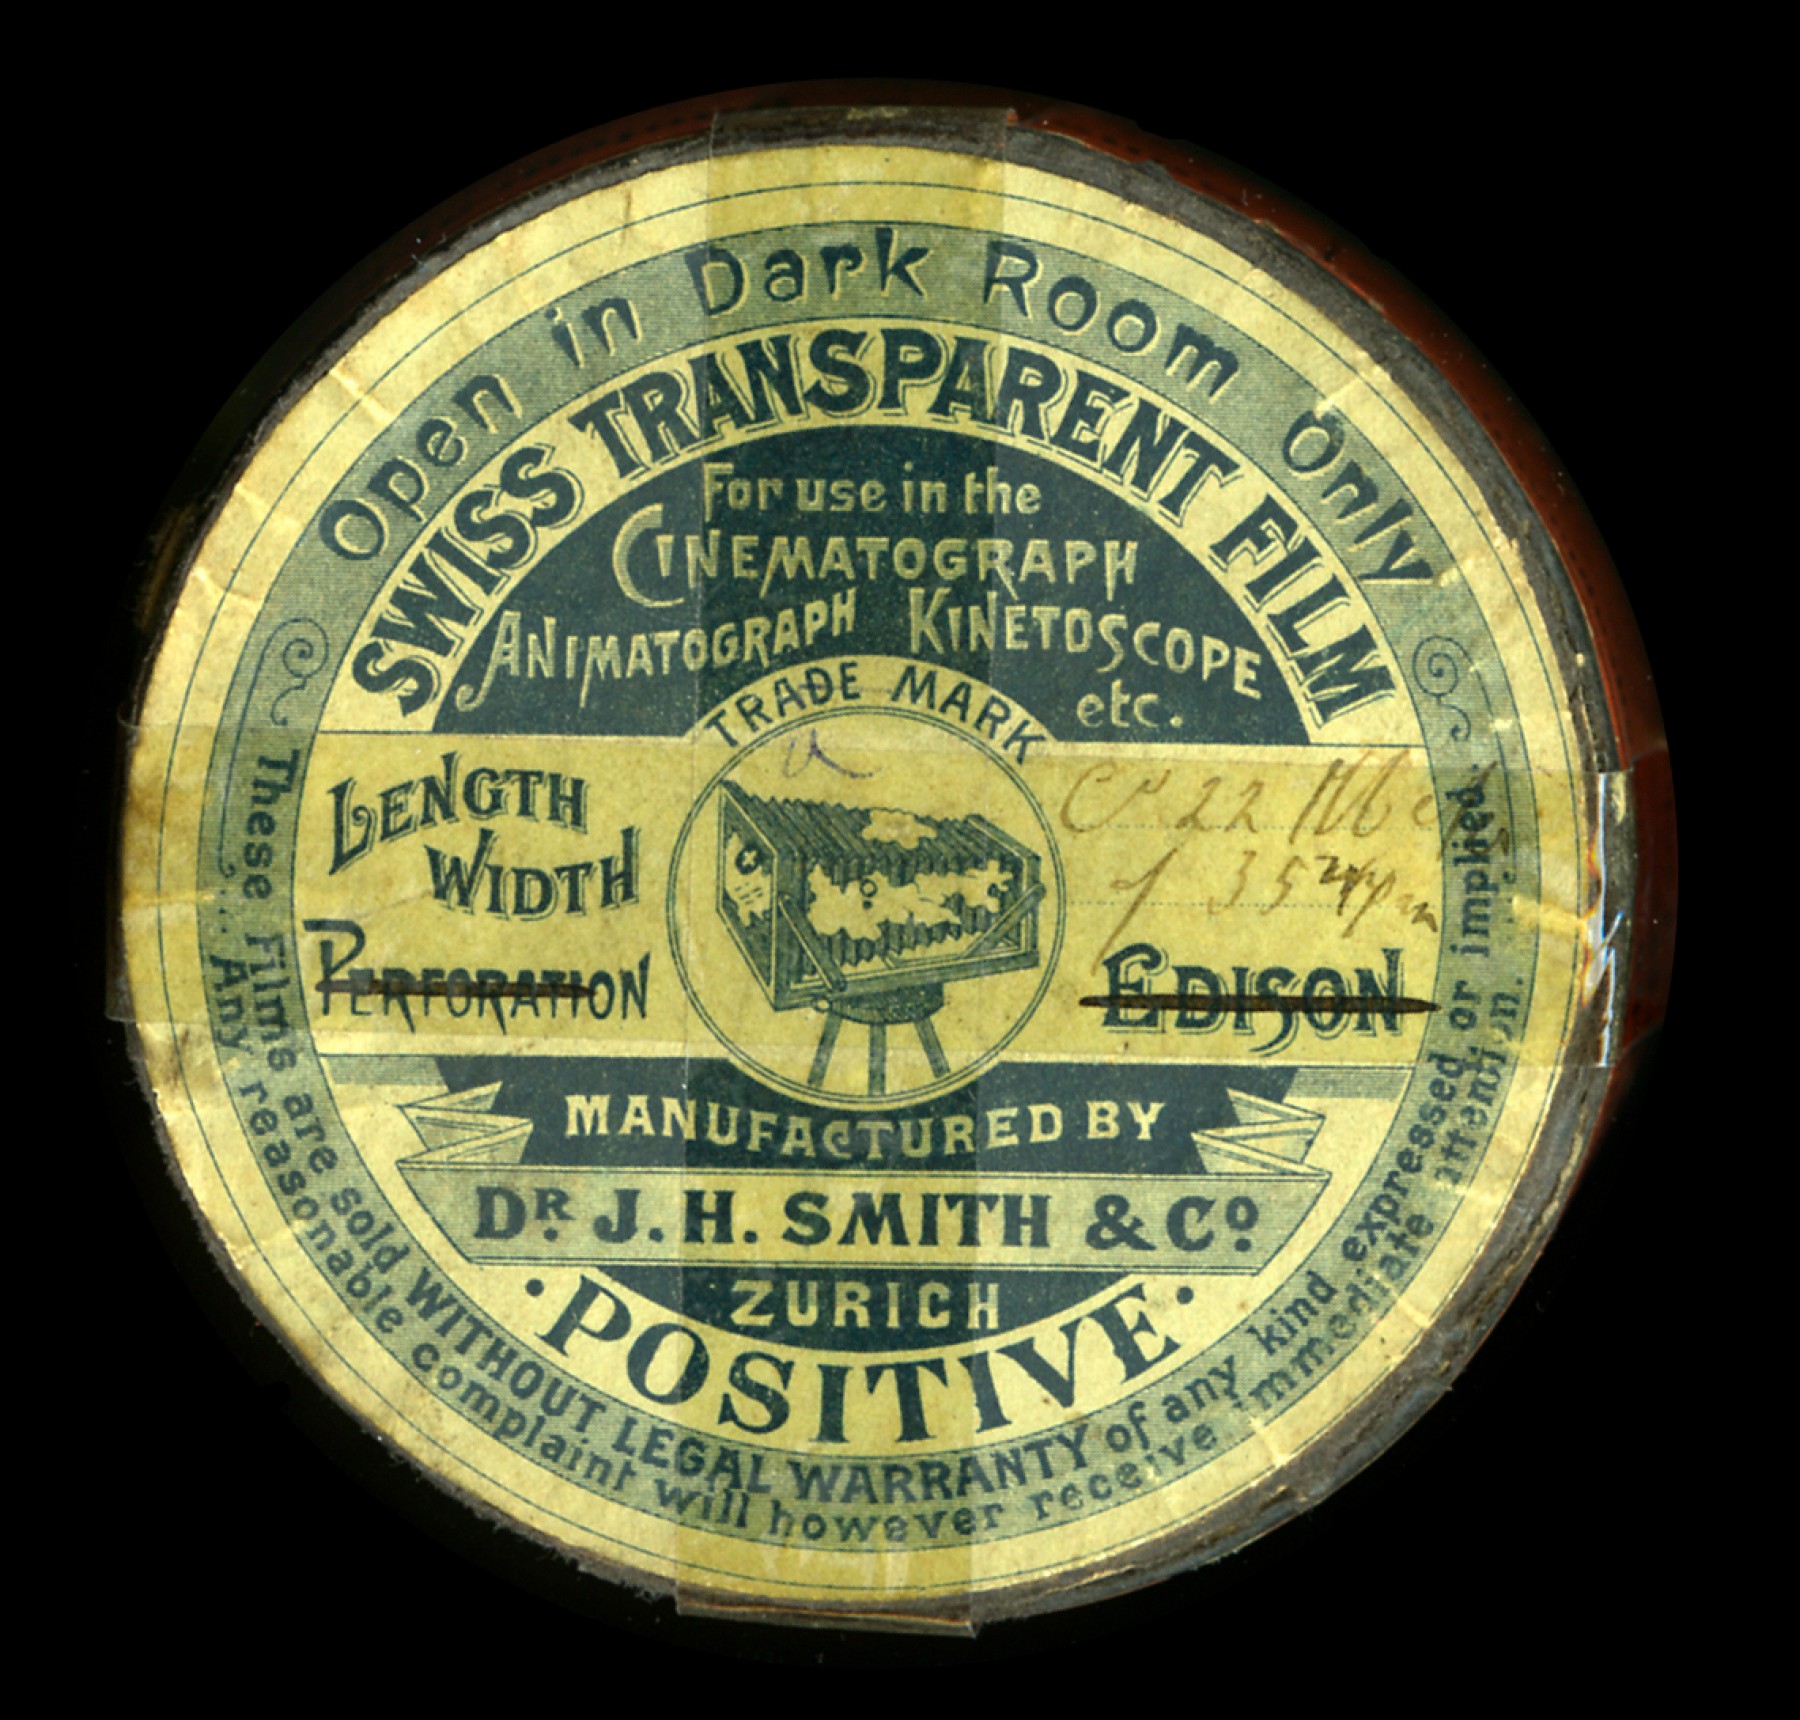 Open in Dark Room Only
SWISS TRANSPARENT FILM
For use in the
CINEMATOGRAPH
ANIMATOGRAPH KINETOSCOPE
etc.
TRADE MARK
LENGTH
WIDTH
35
PERFORATION EDISON
MANUFACTURED BY
DR. J. H. SMITH & Co.
ZURICH
POSITIVE
These Films are sold WITHOUT LEGAL WARRANTY of any kind expressed or implied.
Any reasonable complaint will however receive immediate attention.